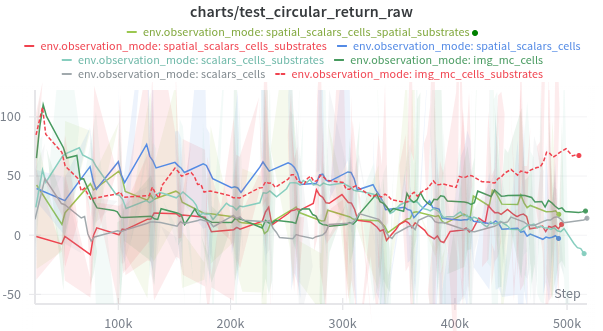 charts/test_circular_return_raw
env.observation_mode: spatial_scalars_cells_spatial_substrates
env.observation_mode: spatial_scalars_cells_substrates env.observation_mode: spatial_scalars_cells
env.observation_mode: scalars_cells_substrates env.observation_mode: img_mc_cells
env.observation_mode: scalars_cells env.observation_mode: img_mc_cells_substrates
100
50
0
-50
Step
100k 200k 300k 400k 500k